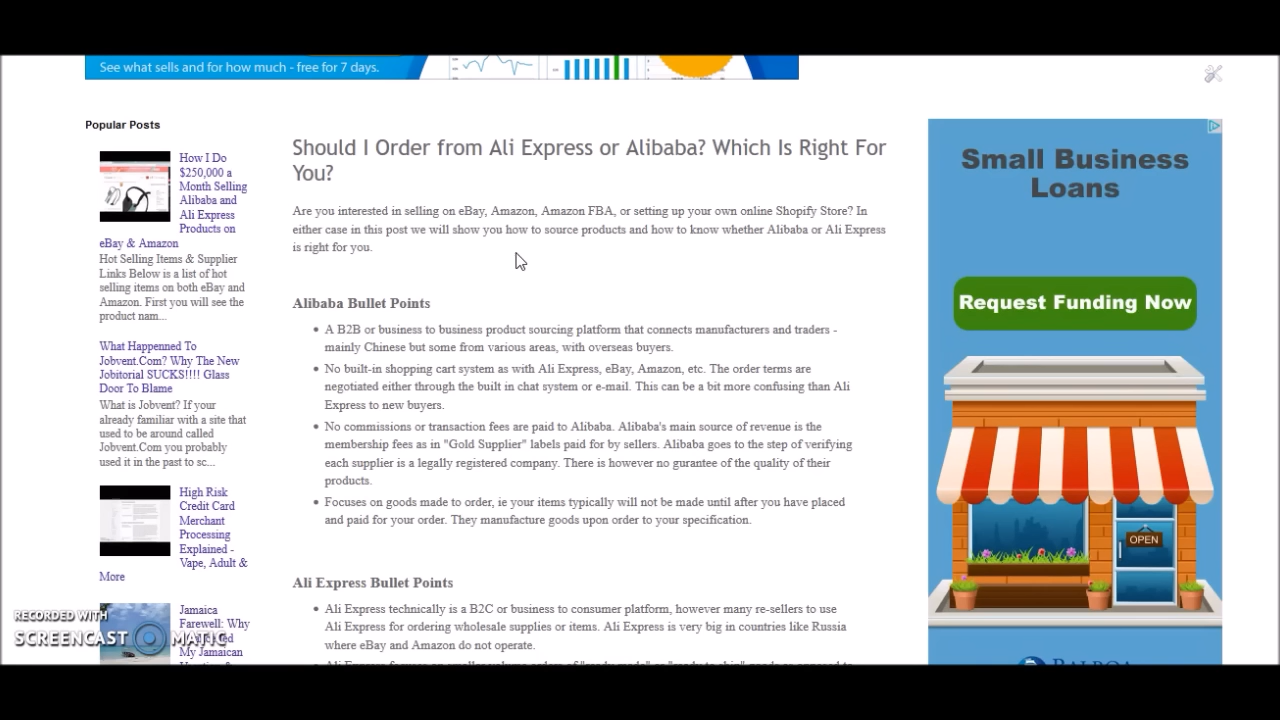 See what sells and for how much - free for 7 days.
Popular Posts
How I Do
$250,000 a
Month Selling
Alibaba and
Ali Express
Products on
eBay & Amazon
Hot Selling Items & Supplier
Links Below is a list of hot
selling items on both eBay and
Amazon. First you will see the
product nam...
What Happenned To
Jobvent.Com? Why The New
Jobitorial SUCKS!!!! Glass
Door To Blame
What is Jobvent? If your
already familiar with a site that
used to be around called
Jobvent.Com you probably
used it in the past to sc...
High Risk
Credit Card
Merchant
Processing
Explained -
Vape, Adult &
More
Jamaica
Farewell: Why
My Jamaican
Should I Order from Ali Express or Alibaba? Which Is Right For
You?
Are you interested in selling on eBay, Amazon, Amazon FBA, or setting up your own online Shopify Store? In
either case in this post we will show you how to source products and how to know whether Alibaba or Ali Express
is right for you.
Alibaba Bullet Points
A B2B or business to business product sourcing platform that connects manufacturers and traders -
mainly Chinese but some from various areas, with overseas buyers.
No built-in shopping cart system as with Ali Express, eBay, Amazon, etc. The order terms are
negotiated either through the built in chat system or e-mail. This can be a bit more confusing than Ali
Express to new buyers.
No commissions or transaction fees are paid to Alibaba. Alibaba's main source of revenue is the
membership fees as in "Gold Supplier" labels paid for by sellers. Alibaba goes to the step of verifying
each supplier is a legally registered company. There is however no gurantee of the quality of their
products.
Focuses on goods made to order, ie your items typically will not be made until after you have placed
and paid for your order. They manufacture goods upon order to your specification.
Ali Express Bullet Points
Ali Express technically is a B2C or business to consumer platform, however many re-sellers to use
Ali Express for ordering wholesale supplies or items. Ali Express is very big in countries like Russia
where eBay and Amazon do not operate.
Small Business
Loans
Request Funding Now
OPEN
RECORDED WITH
SCREENCAST MATIC